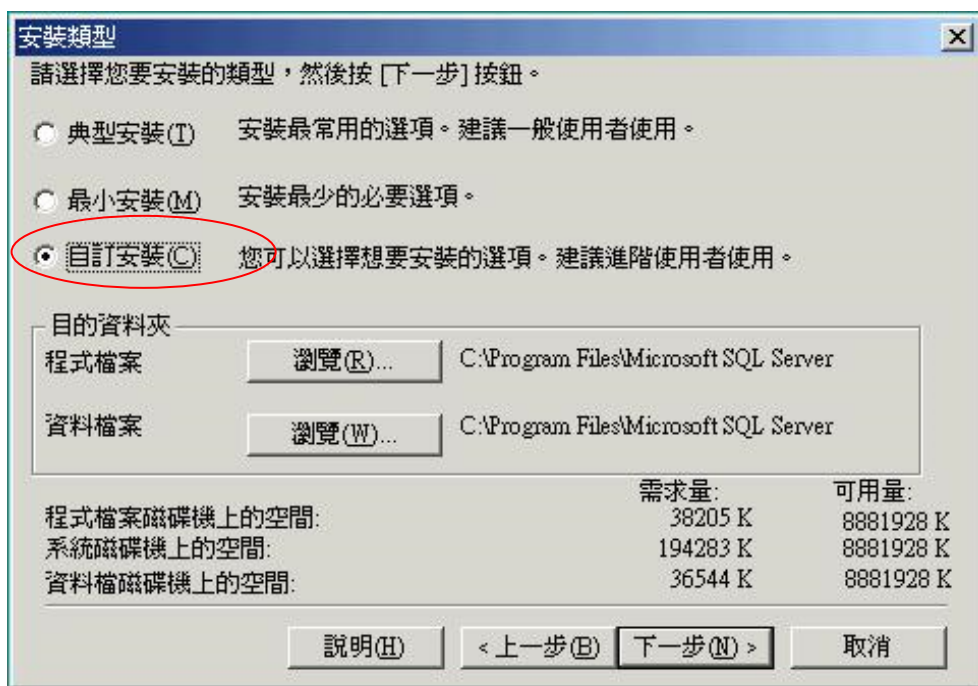 安裝類型
請選擇您要安裝的類型，然後按 [下一步] 按鈕。
典型安裝(T) 安裝最常用的選項。建議一般使用者使用。
最小安裝(M) 安裝最少的必要選項。
自訂安裝(C) 您可以選擇想要安裝的選項。建議進階使用者使用。
目的資料夾
程式檔案 瀏覽(R)... C:\Program Files\Microsoft SQL Server
資料檔案 瀏覽(W)... C:\Program Files\Microsoft SQL Server
需求量: 可用量:
程式檔案磁碟機上的空間: 38205 K 8881928 K
系統磁碟機上的空間: 194283 K 8881928 K
資料檔磁碟機上的空間: 36544 K 8881928 K
說明(H) <上一步(B) 下一步(N) > 取消